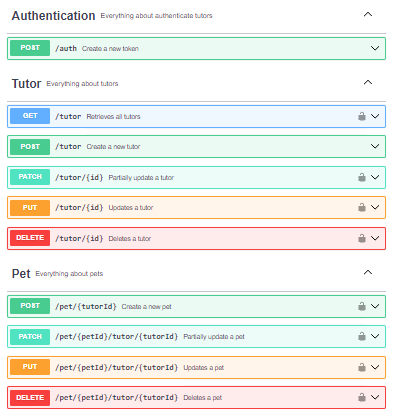 Authentication Everything about authenticate tutors
POST /auth Create a new token
Tutor Everything about tutors
GET /tutor Retrieves all tutors
POST /tutor Create a new tutor
PATCH /tutor/{id} Partially update a tutor
PUT /tutor/{id} Updates a tutor
DELETE /tutor/{id} Deletes a tutor
Pet Everything about pets
POST /pet/{tutorId} Create a new pet
PATCH /pet/{petId}/tutor/{tutorId} Partially update a pet
PUT /pet/{petId}/tutor/{tutorId} Updates a pet
DELETE /pet/{petId}/tutor/{tutorId} Deletes a pet